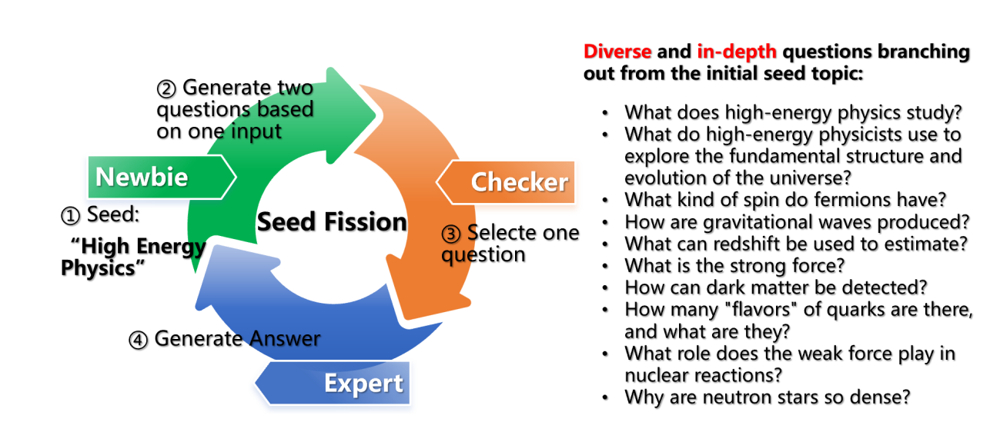 ② Generate two
questions based
on one input
Newbie
① Seed:
“High Energy
Physics”
Seed Fission
Checker
③ Selecte one
question
④ Generate Answer
Expert
Diverse and in-depth questions branching
out from the initial seed topic:
• What does high-energy physics study?
• What do high-energy physicists use to
explore the fundamental structure and
evolution of the universe?
• What kind of spin do fermions have?
• How are gravitational waves produced?
• What can redshift be used to estimate?
• What is the strong force?
• How can dark matter be detected?
• How many "flavors" of quarks are there,
and what are they?
• What role does the weak force play in
nuclear reactions?
• Why are neutron stars so dense?